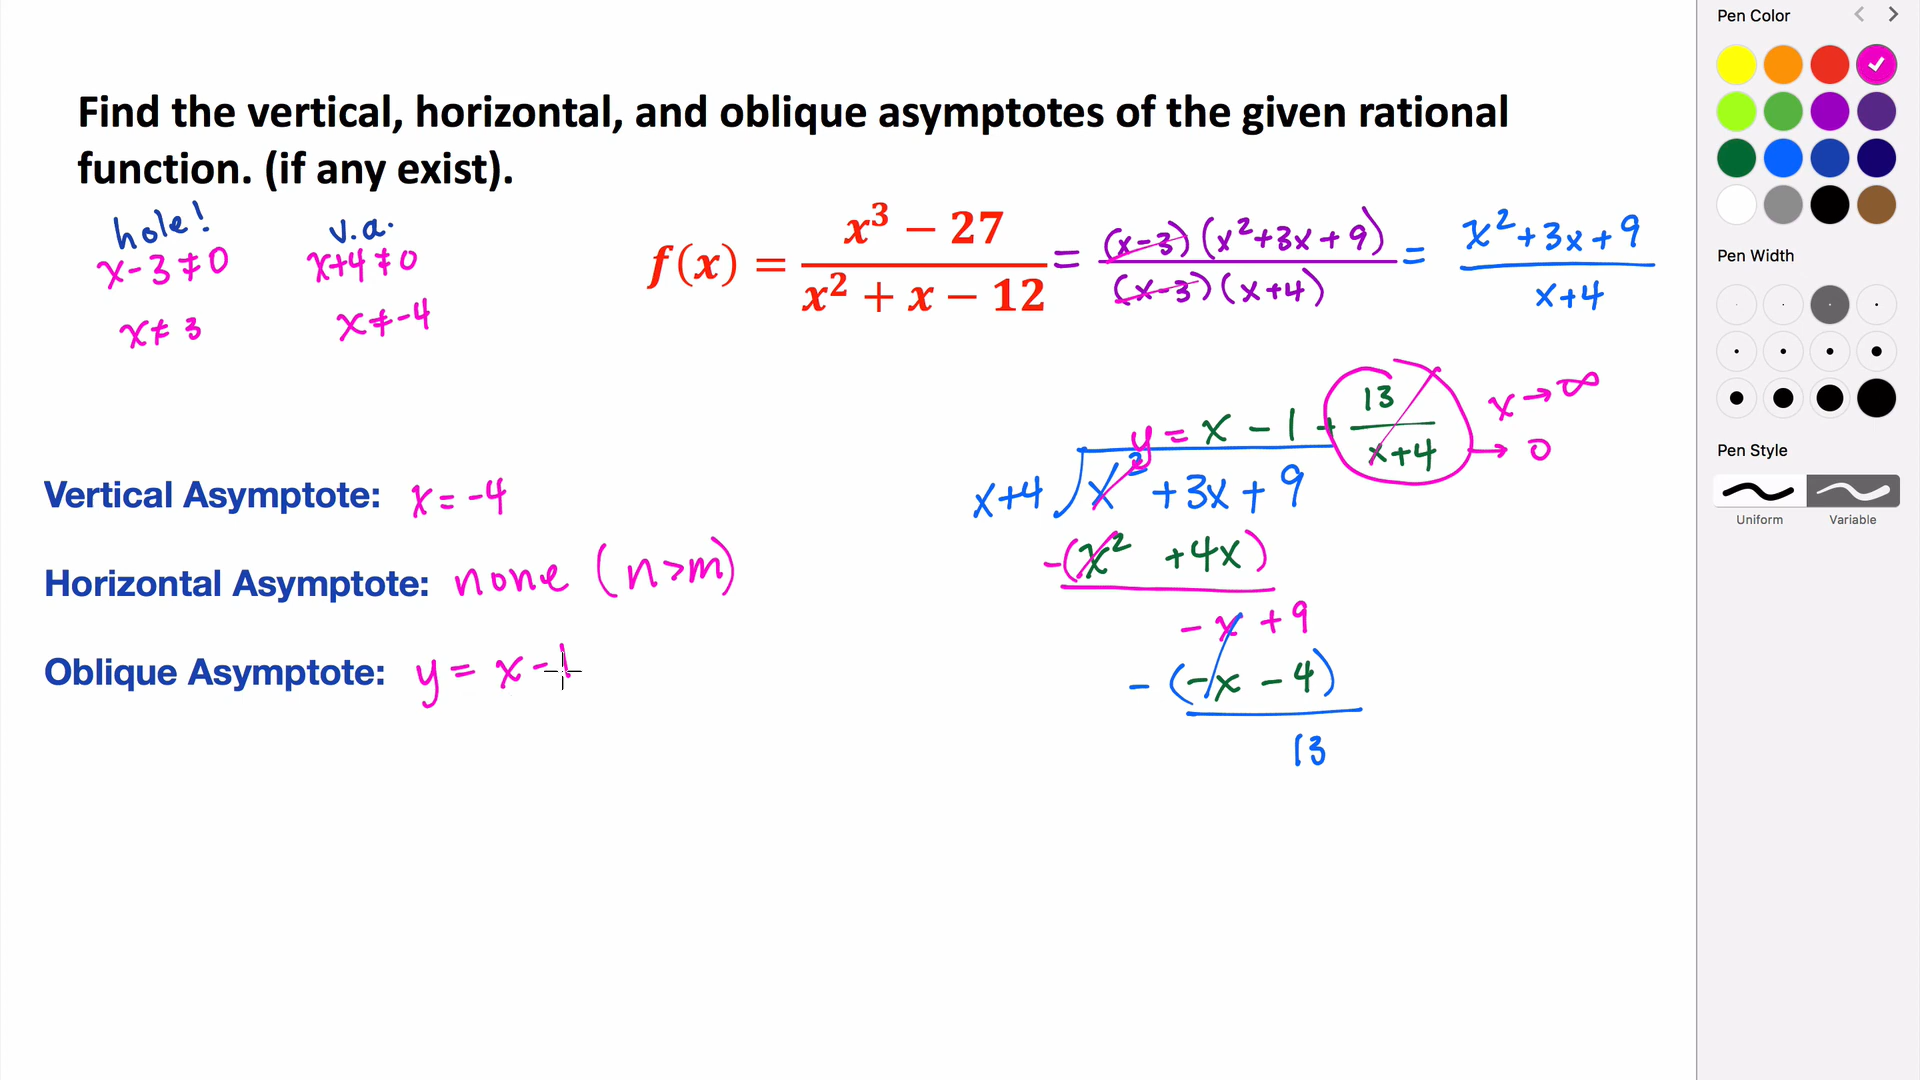 Find the vertical, horizontal, and oblique asymptotes of the given rational
function. (if any exist).
hole! v.a.
x-3≠0 x+4≠0
x≠3 x≠-4
f(x) = (x³ − 27)/(x² + x − 12) = (x-3)(x²+3x+9)/(x-3)(x+4) = (x²+3x+9)/(x+4)
y = x - 1 + 13/(x+4) x→∞
→ 0
x+4 x² +3x+9
-(x² +4x)
-x +9
-(-x-4)
13
Vertical Asymptote: x=-4
Horizontal Asymptote: none (n>m)
Oblique Asymptote: y = x-1
Pen Color
Pen Width
Pen Style
Uniform Variable